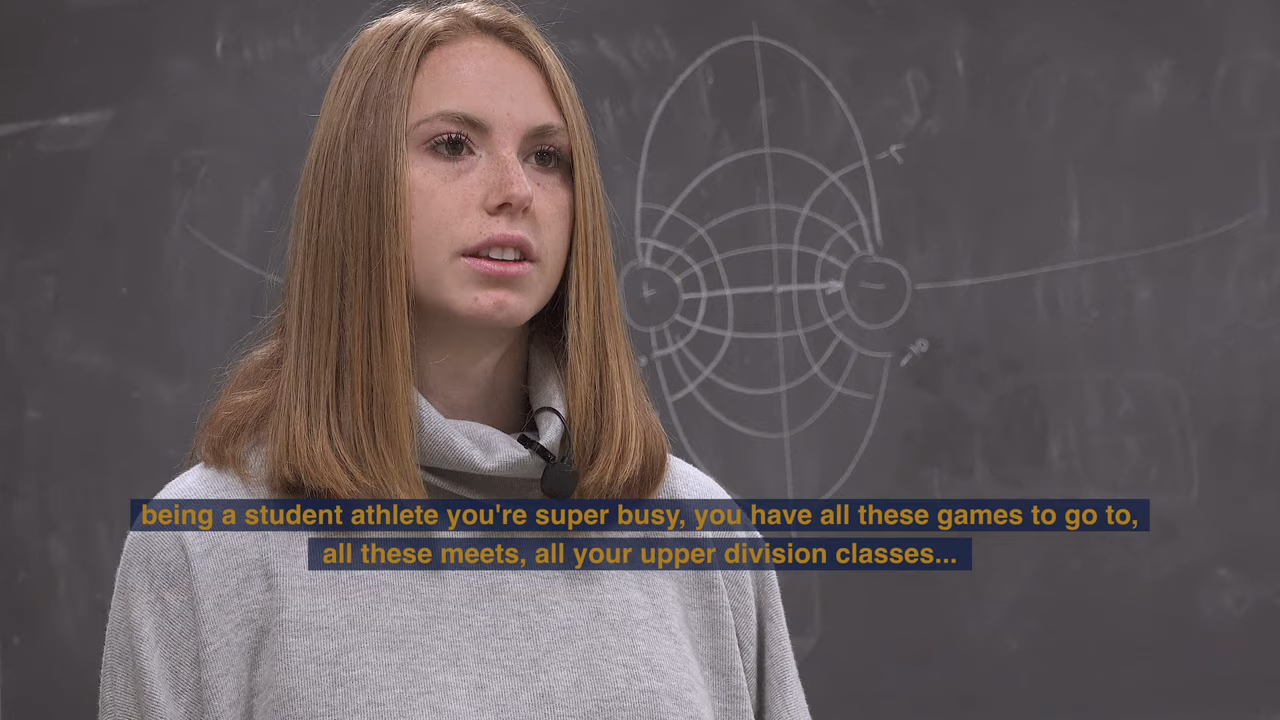 being a student athlete you're super busy, you have all these games to go to,
all these meets, all your upper division classes...
-10